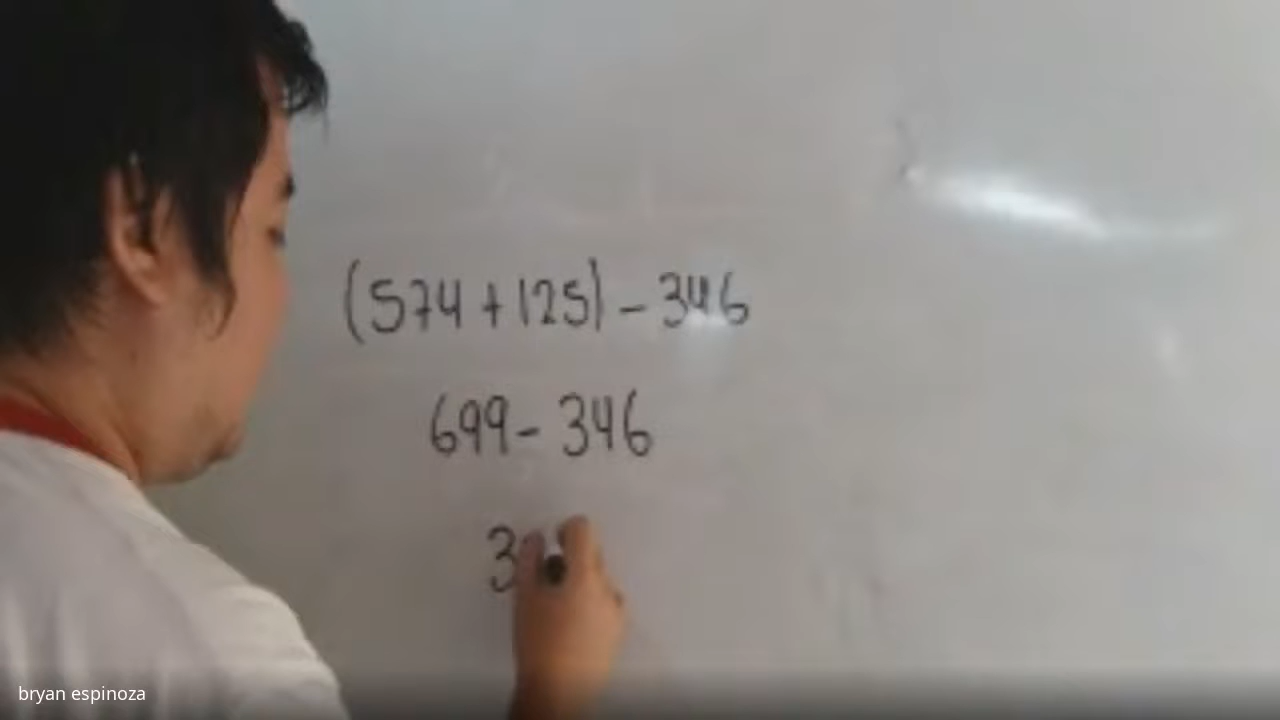 (574 + 125) - 346
699 - 346
3
bryan espinoza